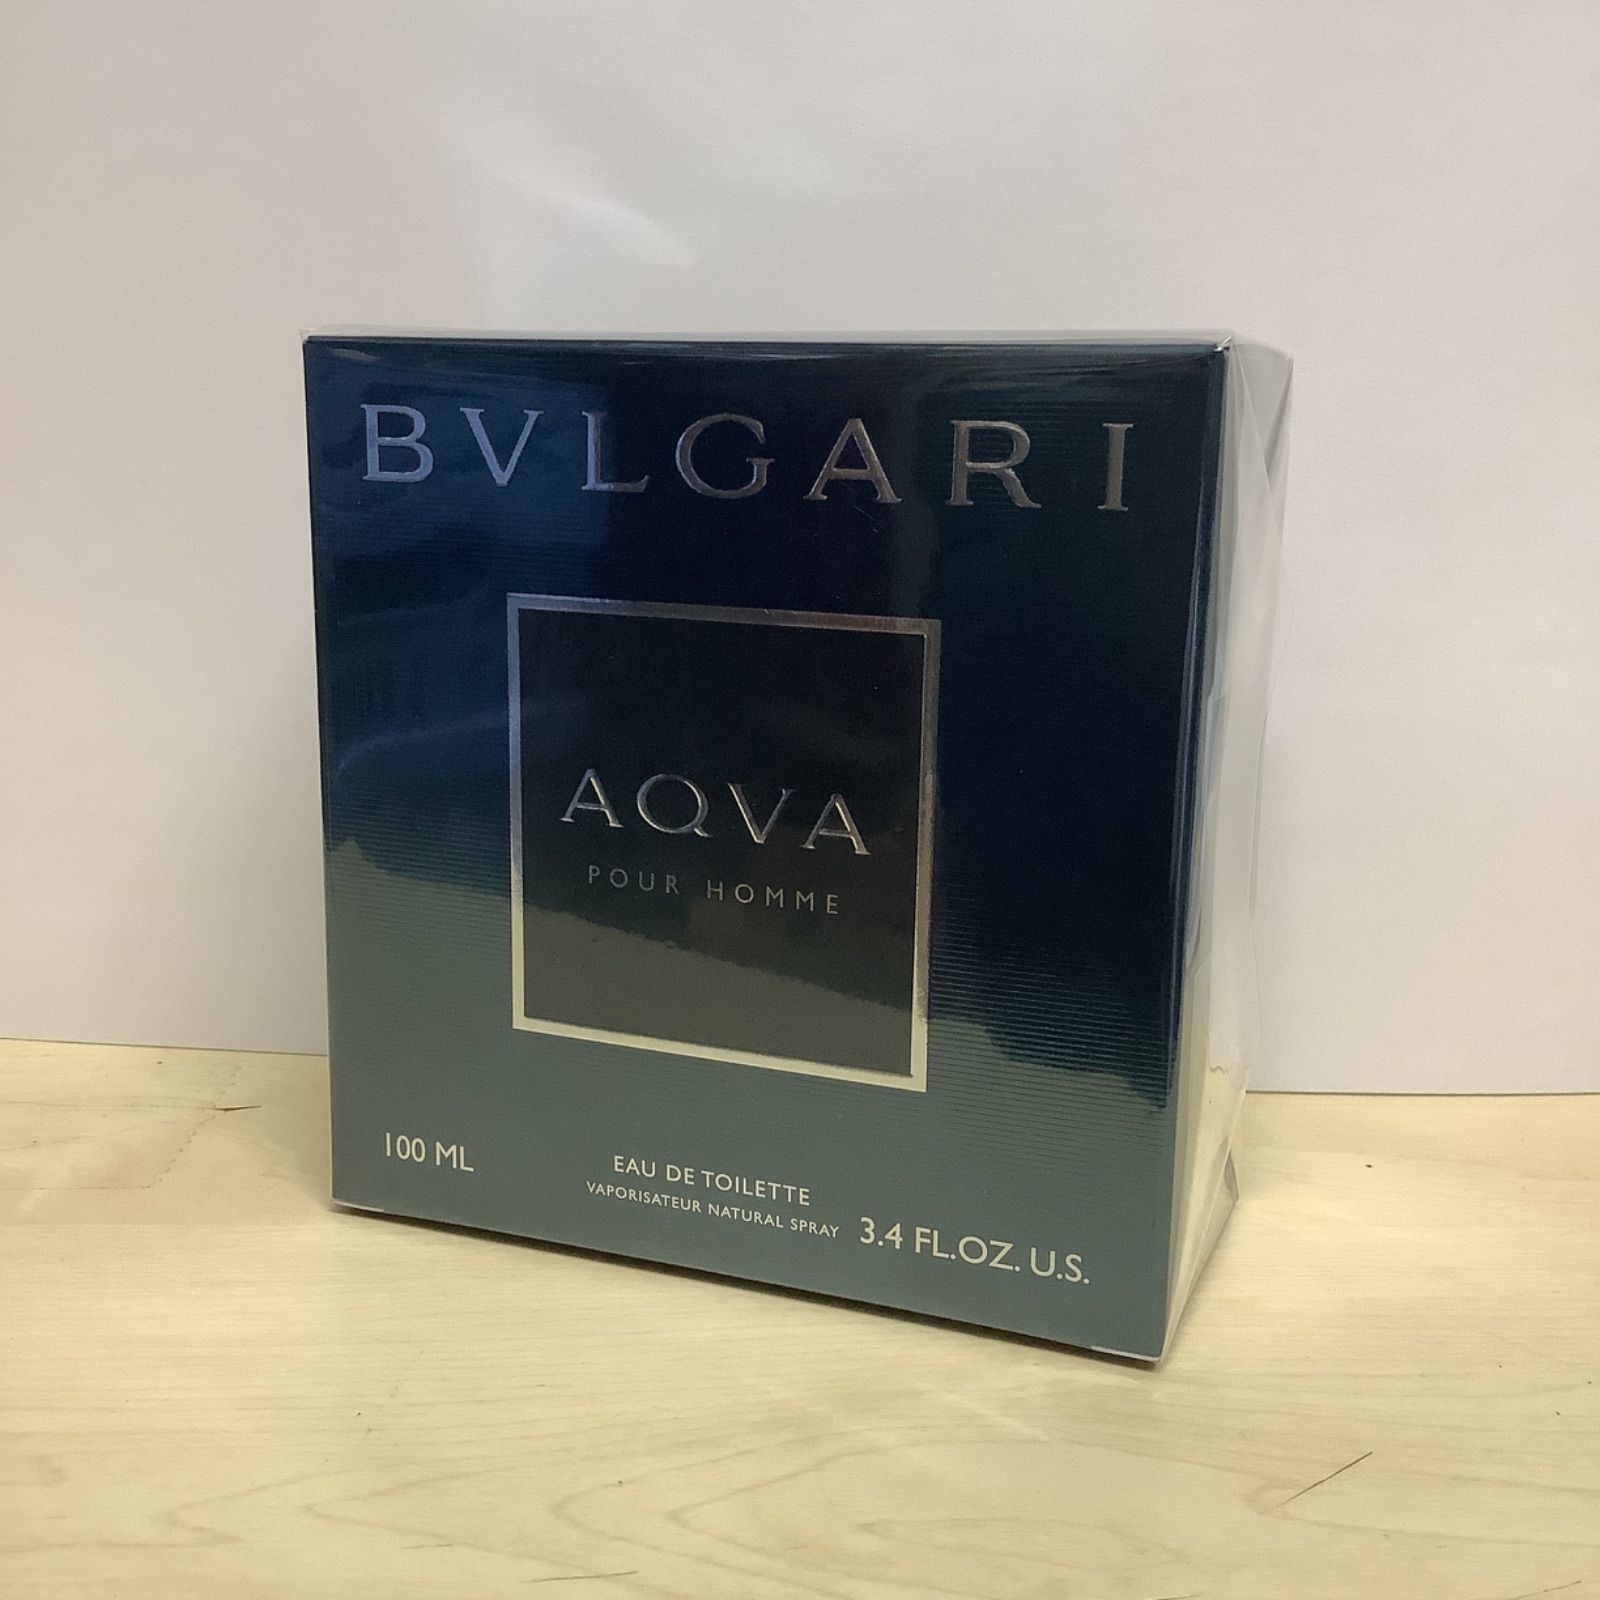 BVLGARI
AQVA
POUR HOMME
100 ML
EAU DE TOILETTE
VAPORISATEUR NATURAL SPRAY
3.4 FL.OZ. U.S.